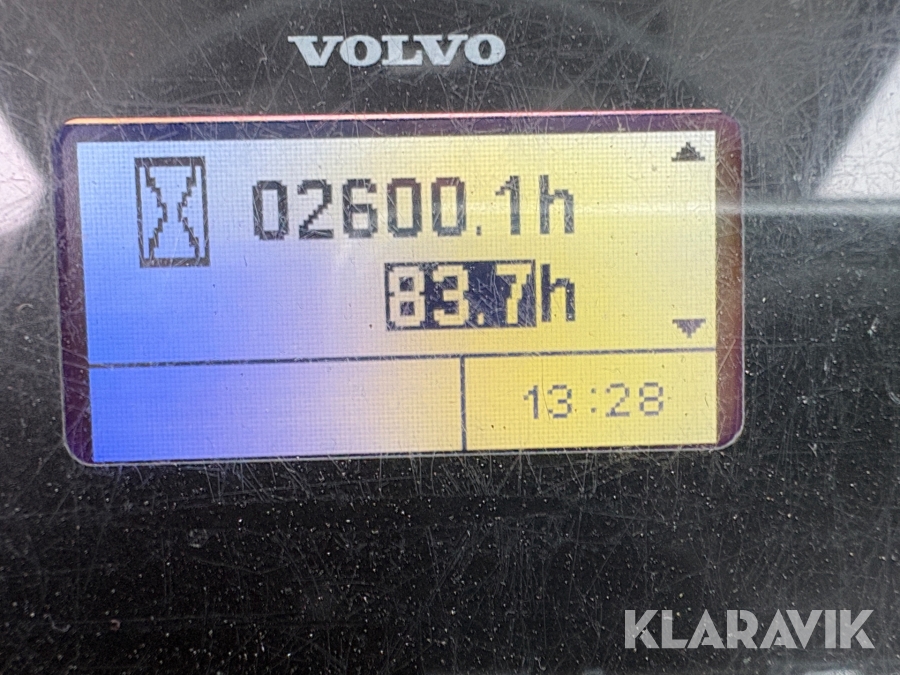 VOLVO
02600.1h
83.7h
13:28
KLARAVIK